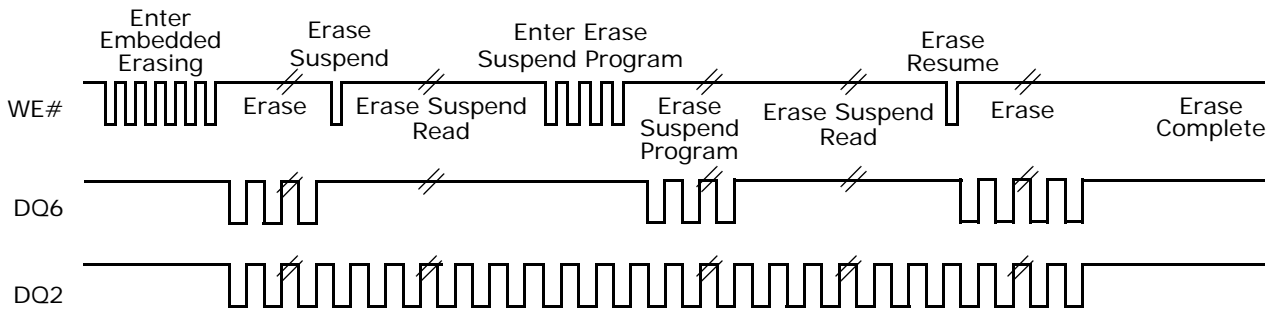 Enter
Embedded
Erasing
Erase
Suspend
Enter Erase
Suspend Program
Erase
Resume
WE#
Erase
Erase Suspend
Read
Erase
Suspend
Program
Erase Suspend
Read
Erase
Erase
Complete
DQ6
DQ2